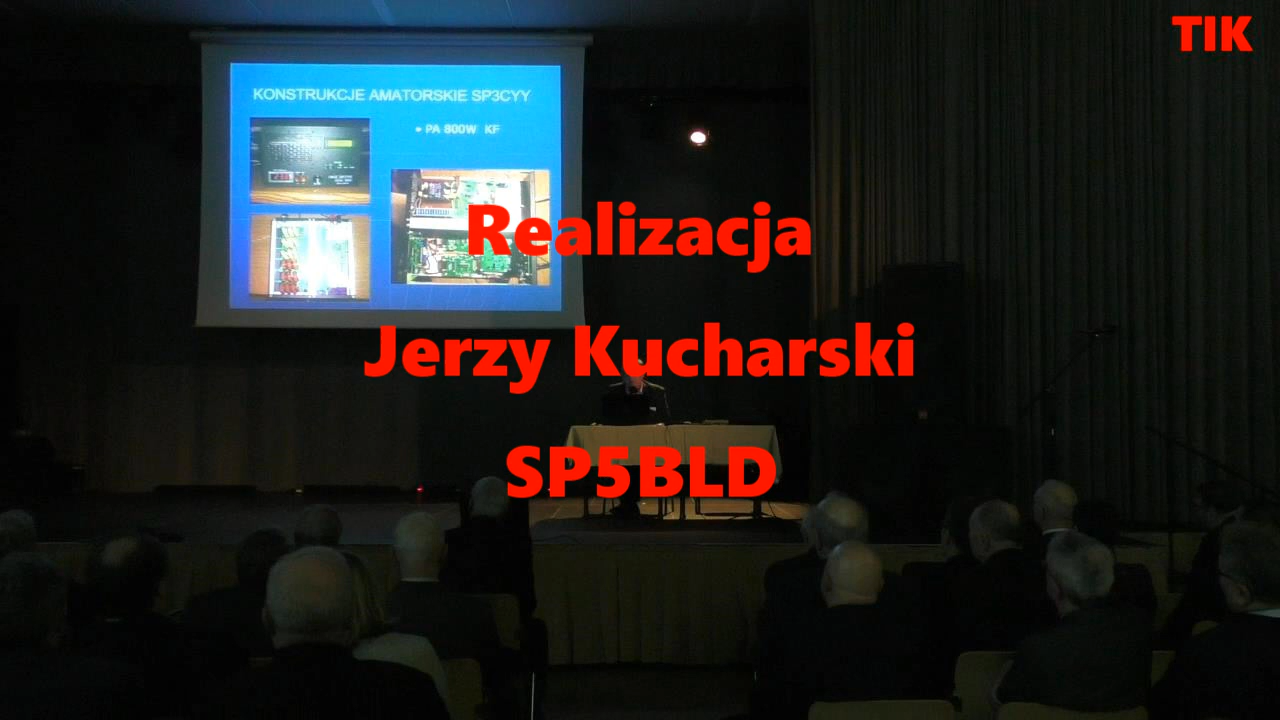 TIK
KONSTRUKCJE AMATORSKIE SP3CYY
• PA 800W KF
Realizacja
Jerzy Kucharski
SP5BLD